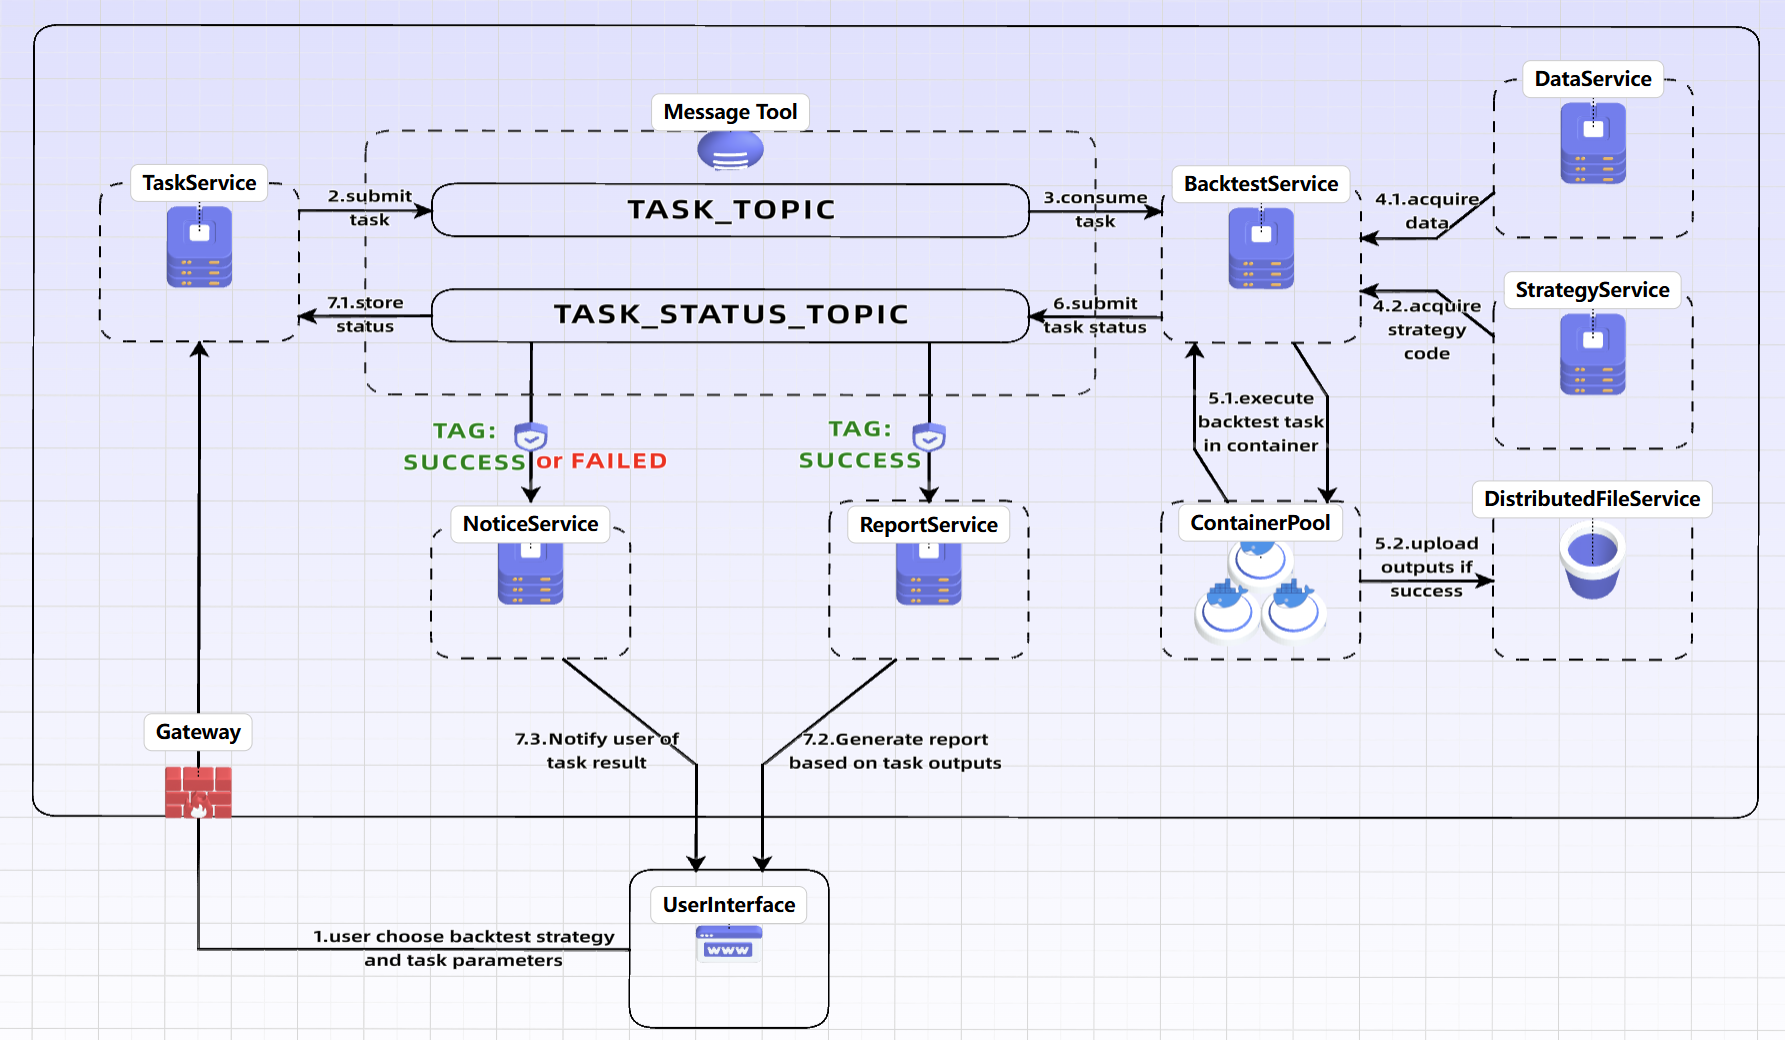 DataService
Message Tool
TaskService
2.submit
task
TASK_TOPIC
3.consume
task
BacktestService
4.1.acquire
data
7.1.store
status
TASK_STATUS_TOPIC
6.submit
task status
StrategyService
4.2.acquire
strategy
code
5.1.execute
backtest task
in container
TAG:
SUCCESS or FAILED
TAG:
SUCCESS
NoticeService
ReportService
ContainerPool
DistributedFileService
5.2.upload
outputs if
success
Gateway
7.3.Notify user of
task result
7.2.Generate report
based on task outputs
UserInterface
www
1.user choose backtest strategy
and task parameters